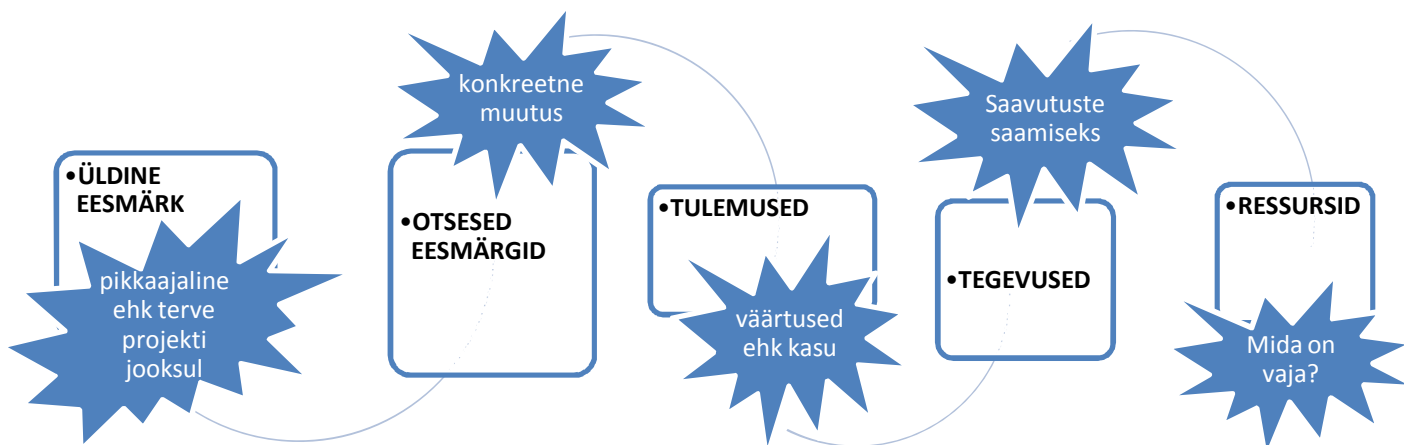 •ÜLDINE
EESMÄRK
pikkaajaline
ehk terve
projekti
jooksul
konkreetne
muutus
•OTSESED
EESMÄRGID
•TULEMUSED
väärtused
ehk kasu
Saavutuste
saamiseks
•TEGEVUSED
•RESSURSID
Mida on
vaja?